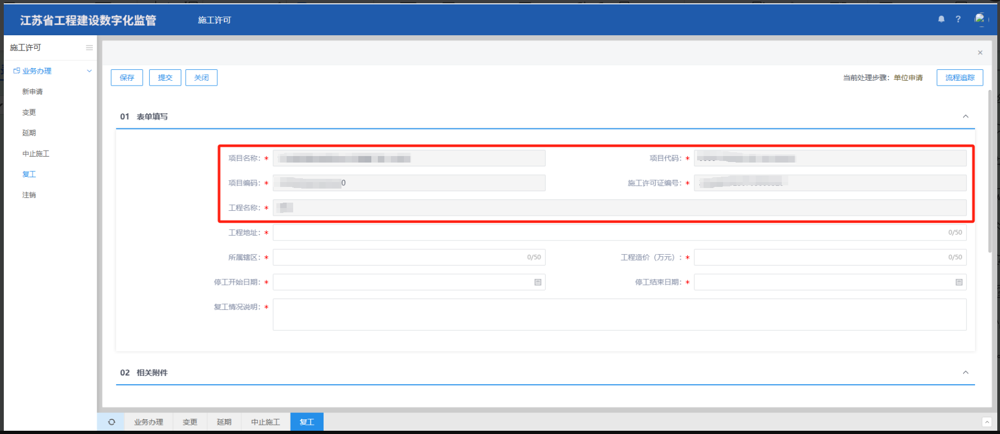 江苏省工程建设数字化监管
施工许可
?
施工许可
业务办理
新申请
变更
延期
中止施工
复工
注销
保存
提交
关闭
当前处理步骤：单位申请
流程追踪
01 表单填写
项目名称：*
项目代码：*
项目编码：* 0
施工许可证编号：*
工程名称：*
工程地址：* 0/50
所属辖区：* 0/50
工程造价（万元）：* 0/50
停工开始日期：*
停工结束日期：*
复工情况说明：*
02 相关附件
业务办理
变更
延期
中止施工
复工